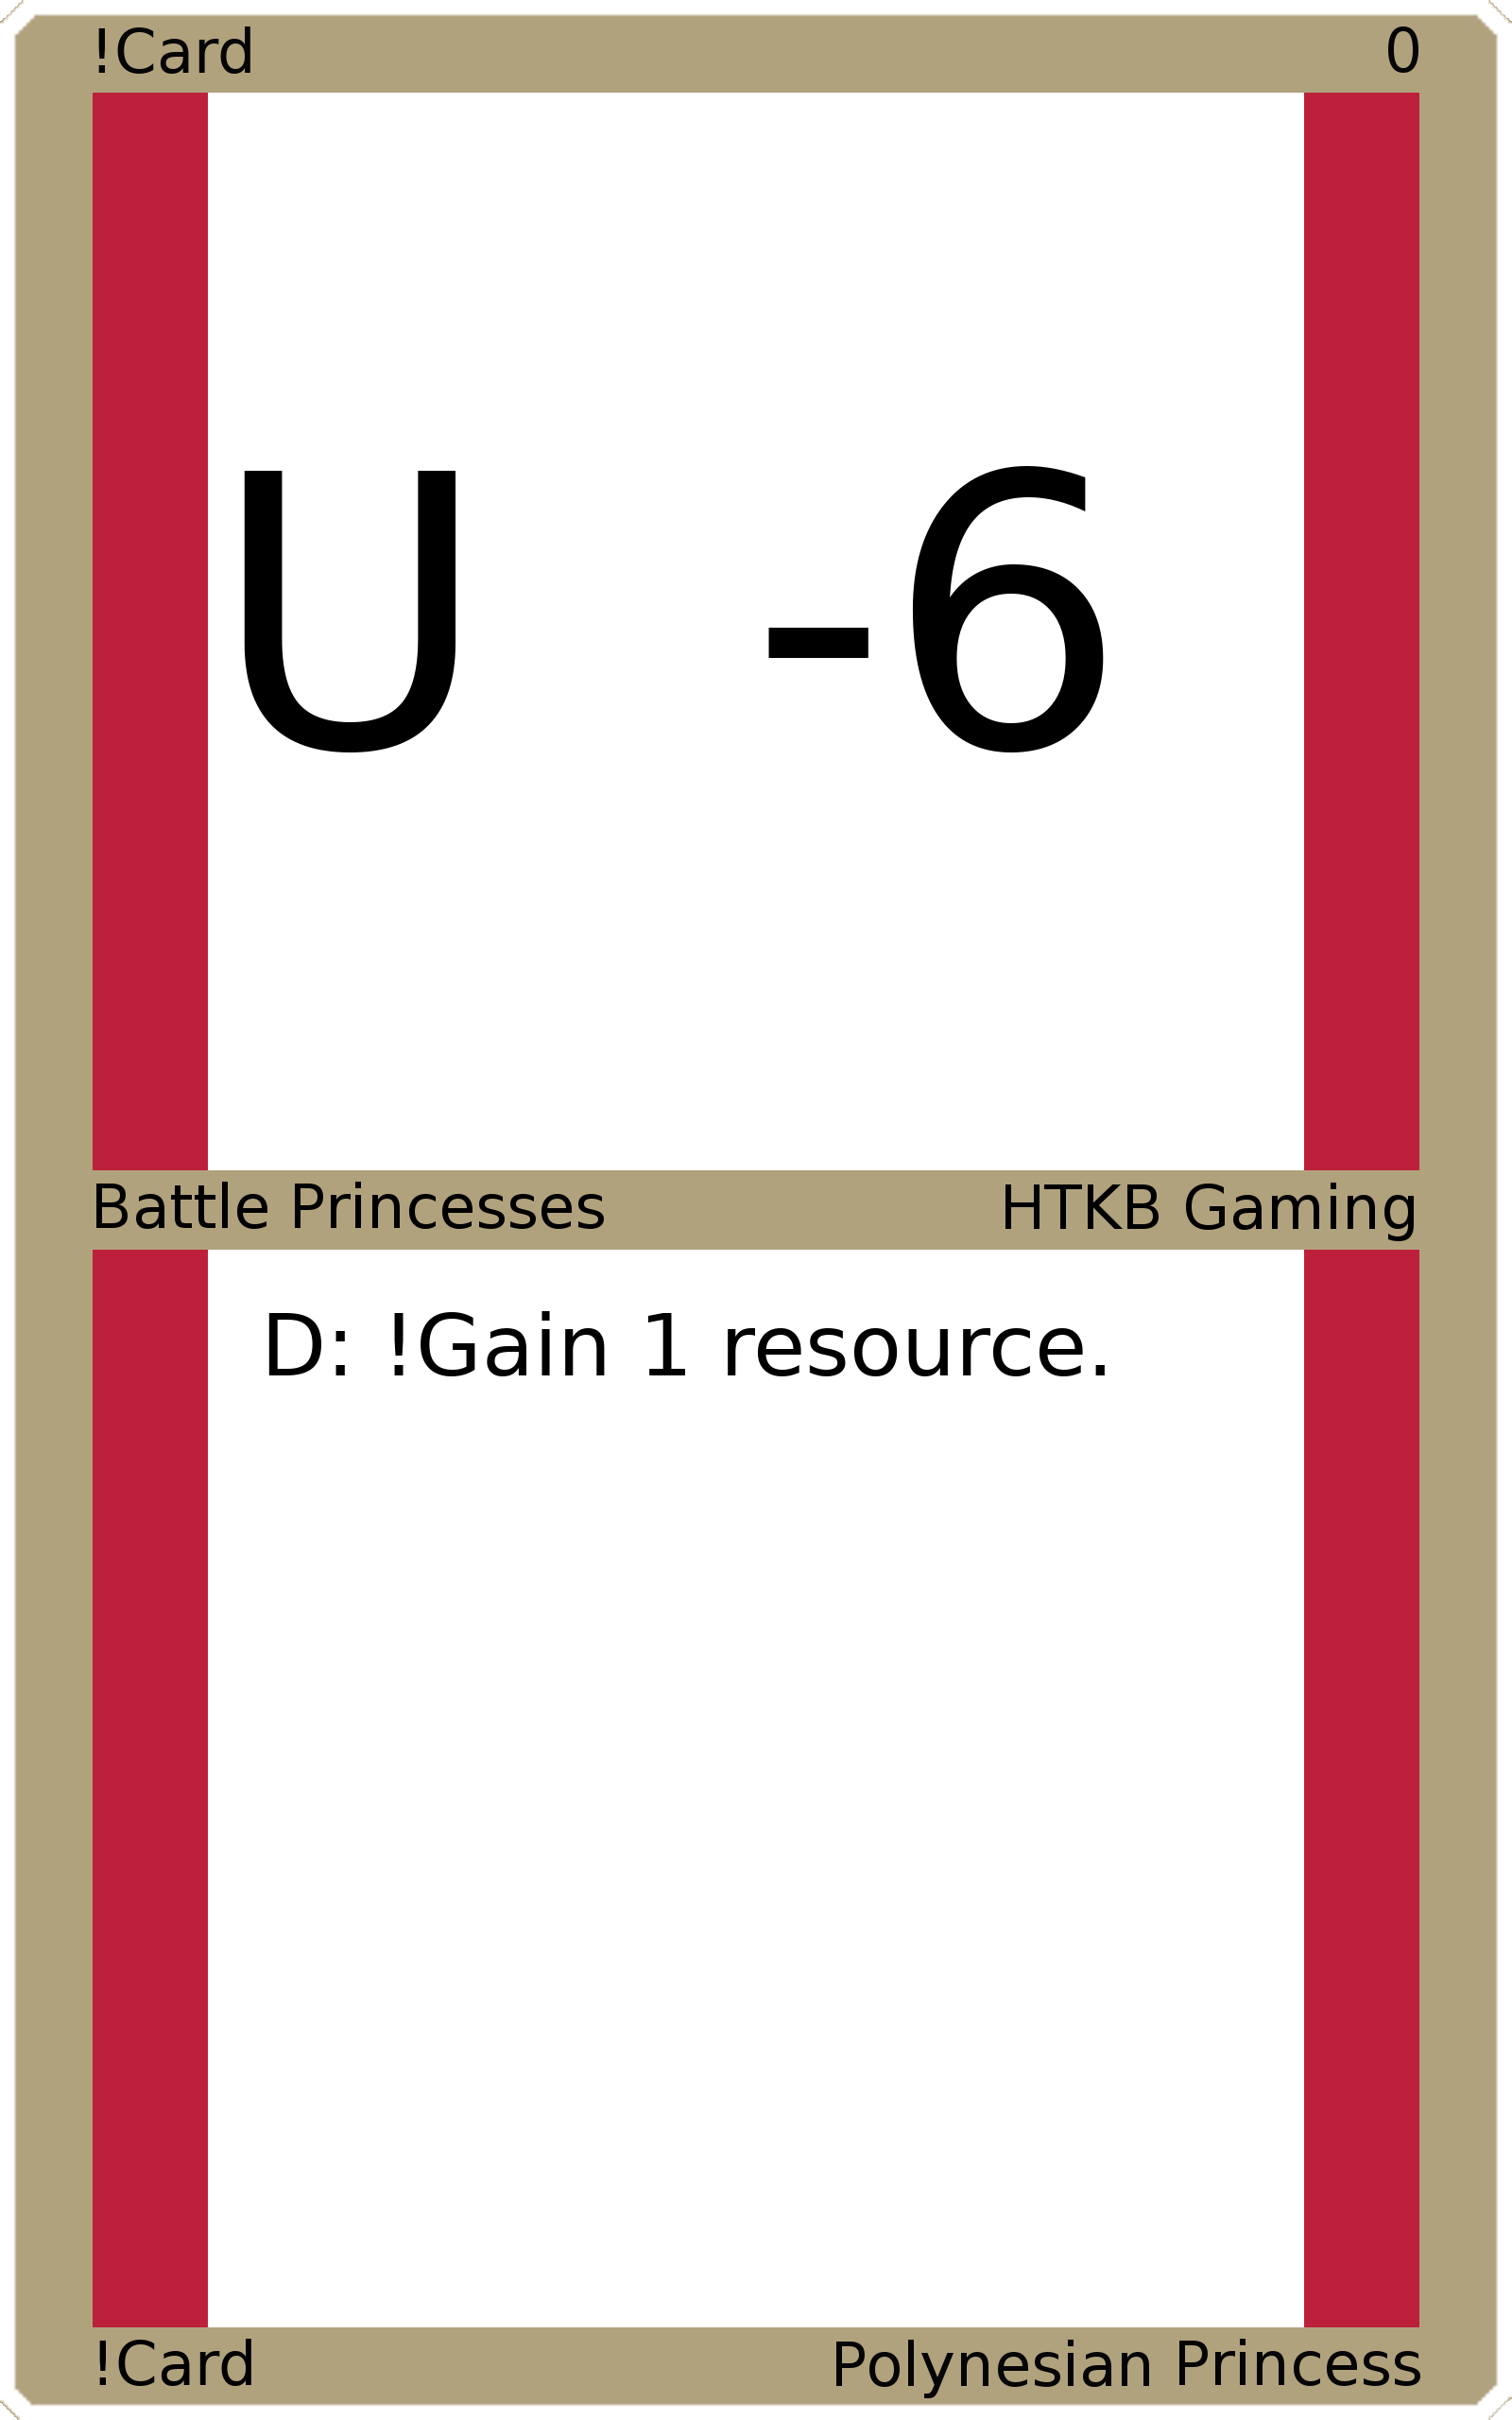 !Card 0
U -6
Battle Princesses HTKB Gaming
D: !Gain 1 resource.
!Card Polynesian Princess